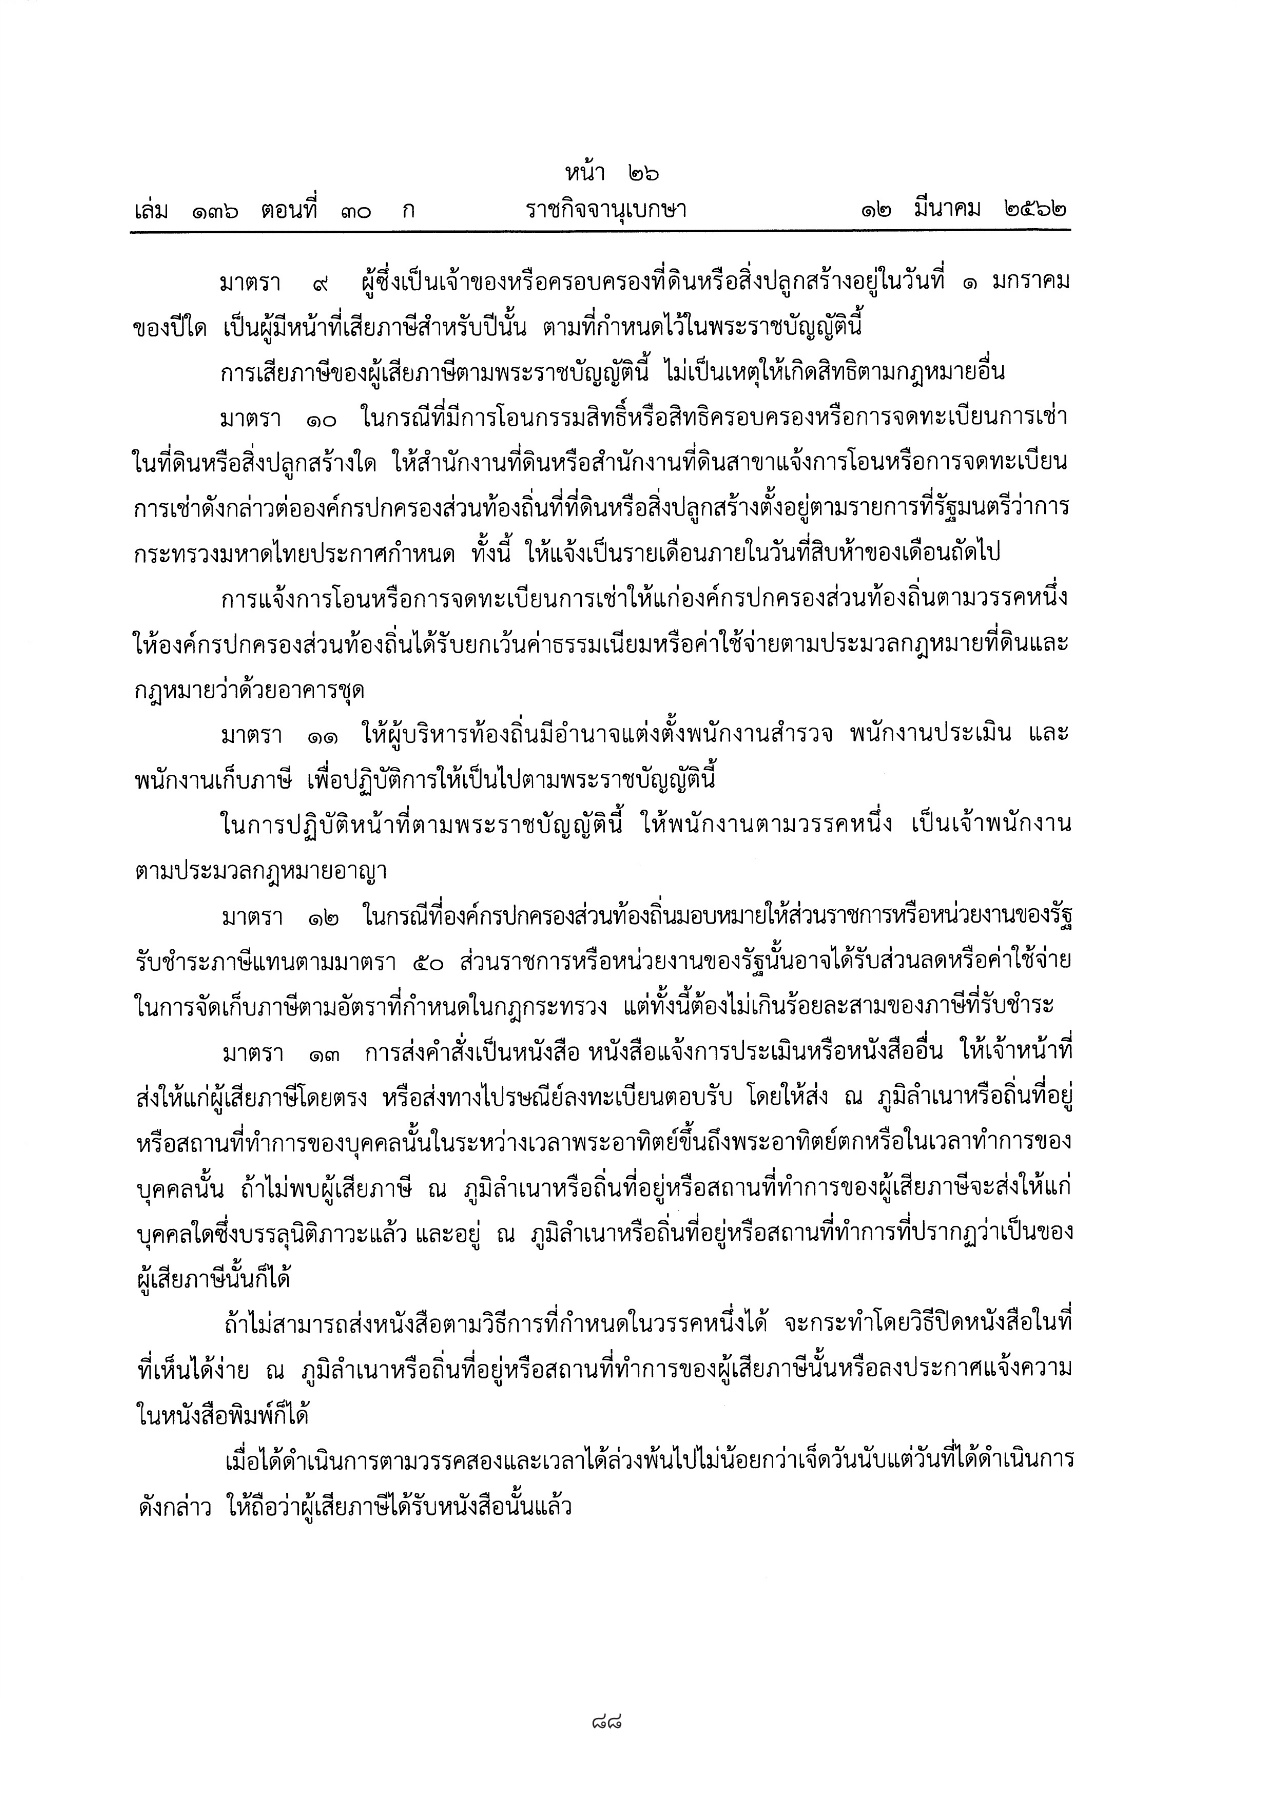 หน้า ๒๖
เล่ม ๑๓๖ ตอนที่ ๓๐ ก ราชกิจจานุเบกษา ๑๒ มีนาคม ๒๕๖๒
มาตรา ๙ ผู้ซึ่งเป็นเจ้าของหรือครอบครองที่ดินหรือสิ่งปลูกสร้างอยู่ในวันที่ ๑ มกราคม
ของปีใด เป็นผู้มีหน้าที่เสียภาษีสำหรับปีนั้น ตามที่กำหนดไว้ในพระราชบัญญัตินี้
การเสียภาษีของผู้เสียภาษีตามพระราชบัญญัตินี้ ไม่เป็นเหตุให้เกิดสิทธิตามกฎหมายอื่น
มาตรา ๑๐ ในกรณีที่มีการโอนกรรมสิทธิ์หรือสิทธิครอบครองหรือการจดทะเบียนการเช่า
ในที่ดินหรือสิ่งปลูกสร้างใด ให้สำนักงานที่ดินหรือสำนักงานที่ดินสาขาแจ้งการโอนหรือการจดทะเบียน
การเช่าดังกล่าวต่อองค์กรปกครองส่วนท้องถิ่นที่ที่ดินหรือสิ่งปลูกสร้างตั้งอยู่ตามรายการที่รัฐมนตรีว่าการ
กระทรวงมหาดไทยประกาศกำหนด ทั้งนี้ ให้แจ้งเป็นรายเดือนภายในวันที่สิบห้าของเดือนถัดไป
การแจ้งการโอนหรือการจดทะเบียนการเช่าให้แก่องค์กรปกครองส่วนท้องถิ่นตามวรรคหนึ่ง
ให้องค์กรปกครองส่วนท้องถิ่นได้รับยกเว้นค่าธรรมเนียมหรือค่าใช้จ่ายตามประมวลกฎหมายที่ดินและ
กฎหมายว่าด้วยอาคารชุด
มาตรา ๑๑ ให้ผู้บริหารท้องถิ่นมีอำนาจแต่งตั้งพนักงานสำรวจ พนักงานประเมิน และ
พนักงานเก็บภาษี เพื่อปฏิบัติการให้เป็นไปตามพระราชบัญญัตินี้
ในการปฏิบัติหน้าที่ตามพระราชบัญญัตินี้ ให้พนักงานตามวรรคหนึ่ง เป็นเจ้าพนักงาน
ตามประมวลกฎหมายอาญา
มาตรา ๑๒ ในกรณีที่องค์กรปกครองส่วนท้องถิ่นมอบหมายให้ส่วนราชการหรือหน่วยงานของรัฐ
รับชำระภาษีแทนตามมาตรา ๕๐ ส่วนราชการหรือหน่วยงานของรัฐนั้นอาจได้รับส่วนลดหรือค่าใช้จ่าย
ในการจัดเก็บภาษีตามอัตราที่กำหนดในกฎกระทรวง แต่ทั้งนี้ต้องไม่เกินร้อยละสามของภาษีที่รับชำระ
มาตรา ๑๓ การส่งคำสั่งเป็นหนังสือ หนังสือแจ้งการประเมินหรือหนังสืออื่น ให้เจ้าหน้าที่
ส่งให้แก่ผู้เสียภาษีโดยตรง หรือส่งทางไปรษณีย์ลงทะเบียนตอบรับ โดยให้ส่ง ณ ภูมิลำเนาหรือถิ่นที่อยู่
หรือสถานที่ทำการของบุคคลนั้นในระหว่างเวลาพระอาทิตย์ขึ้นถึงพระอาทิตย์ตกหรือในเวลาทำการของ
บุคคลนั้น ถ้าไม่พบผู้เสียภาษี ณ ภูมิลำเนาหรือถิ่นที่อยู่หรือสถานที่ทำการของผู้เสียภาษีจะส่งให้แก่
บุคคลใดซึ่งบรรลุนิติภาวะแล้ว และอยู่ ณ ภูมิลำเนาหรือถิ่นที่อยู่หรือสถานที่ทำการที่ปรากฏว่าเป็นของ
ผู้เสียภาษีนั้นก็ได้
ถ้าไม่สามารถส่งหนังสือตามวิธีการที่กำหนดในวรรคหนึ่งได้ จะกระทำโดยวิธีปิดหนังสือในที่
ที่เห็นได้ง่าย ณ ภูมิลำเนาหรือถิ่นที่อยู่หรือสถานที่ทำการของผู้เสียภาษีนั้นหรือลงประกาศแจ้งความ
ในหนังสือพิมพ์ก็ได้
เมื่อได้ดำเนินการตามวรรคสองและเวลาได้ล่วงพ้นไปไม่น้อยกว่าเจ็ดวันนับแต่วันที่ได้ดำเนินการ
ดังกล่าว ให้ถือว่าผู้เสียภาษีได้รับหนังสือนั้นแล้ว
๘๘